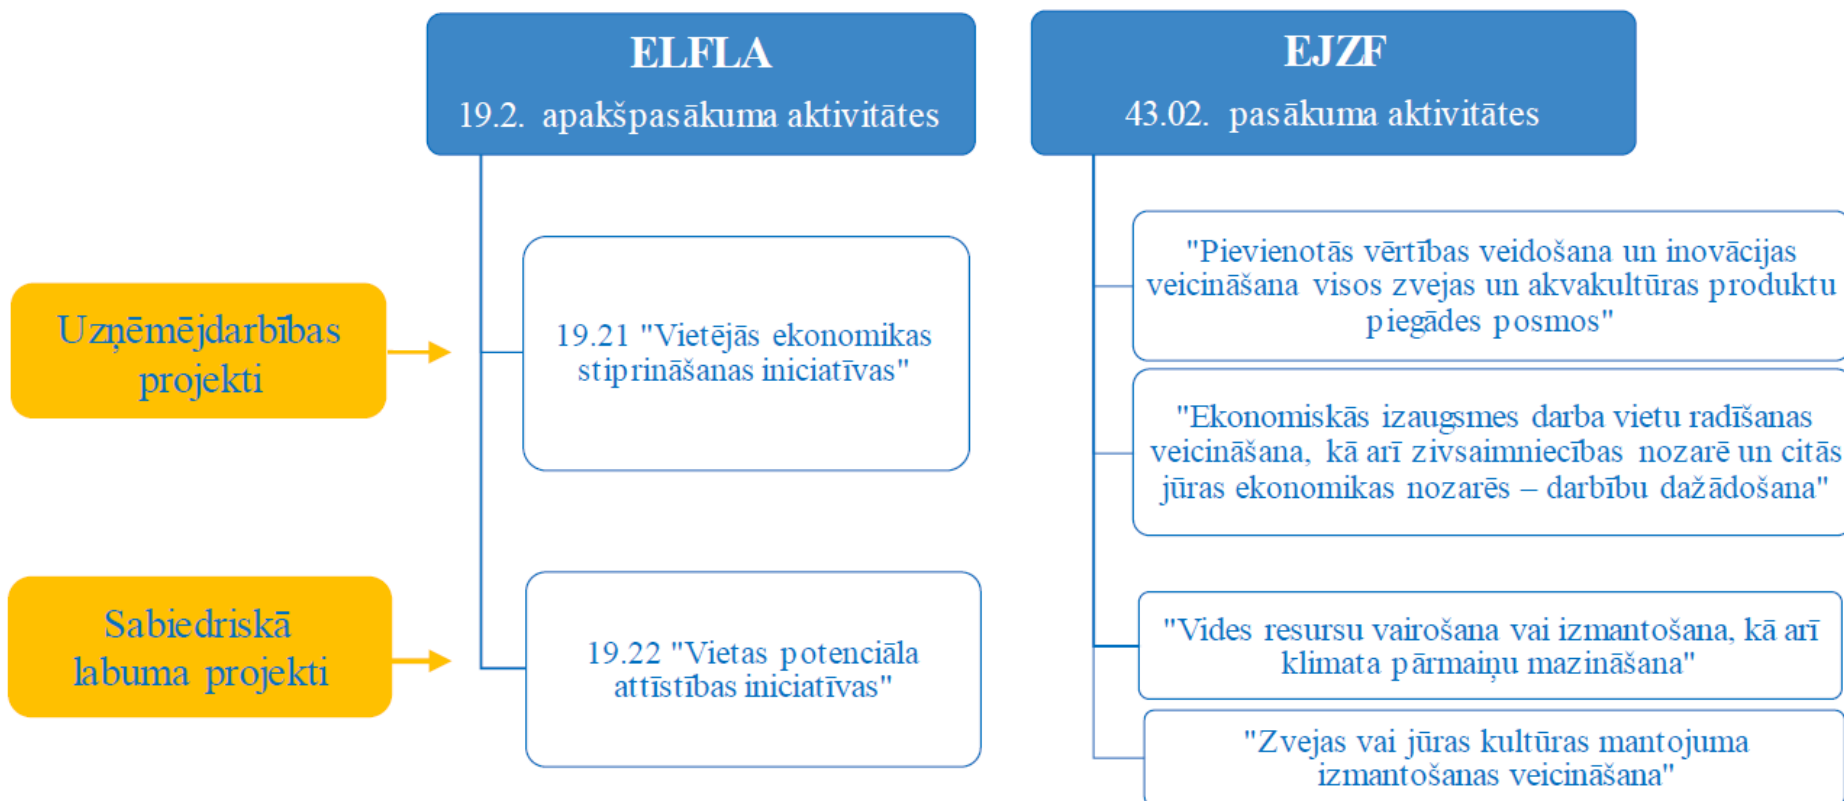 ELFLA
19.2. apakšpasākuma aktivitātes
EJZF
43.02. pasākuma aktivitātes
Uzņēmējdarbības
projekti
19.21 "Vietējās ekonomikas
stiprināšanas iniciatīvas"
"Pievienotās vērtības veidošana un inovācijas
veicināšana visos zvejas un akvakultūras produktu
piegādes posmos"
"Ekonomiskās izaugsmes darba vietu radīšanas
veicināšana, kā arī zivsaimniecības nozarē un citās
jūras ekonomikas nozarēs – darbību dažādošana"
Sabiedriskā
labuma projekti
19.22 "Vietas potenciāla
attīstības iniciatīvas"
"Vides resursu vairošana vai izmantošana, kā arī
klimata pārmaiņu mazināšana"
"Zvejas vai jūras kultūras mantojuma
izmantošanas veicināšana"